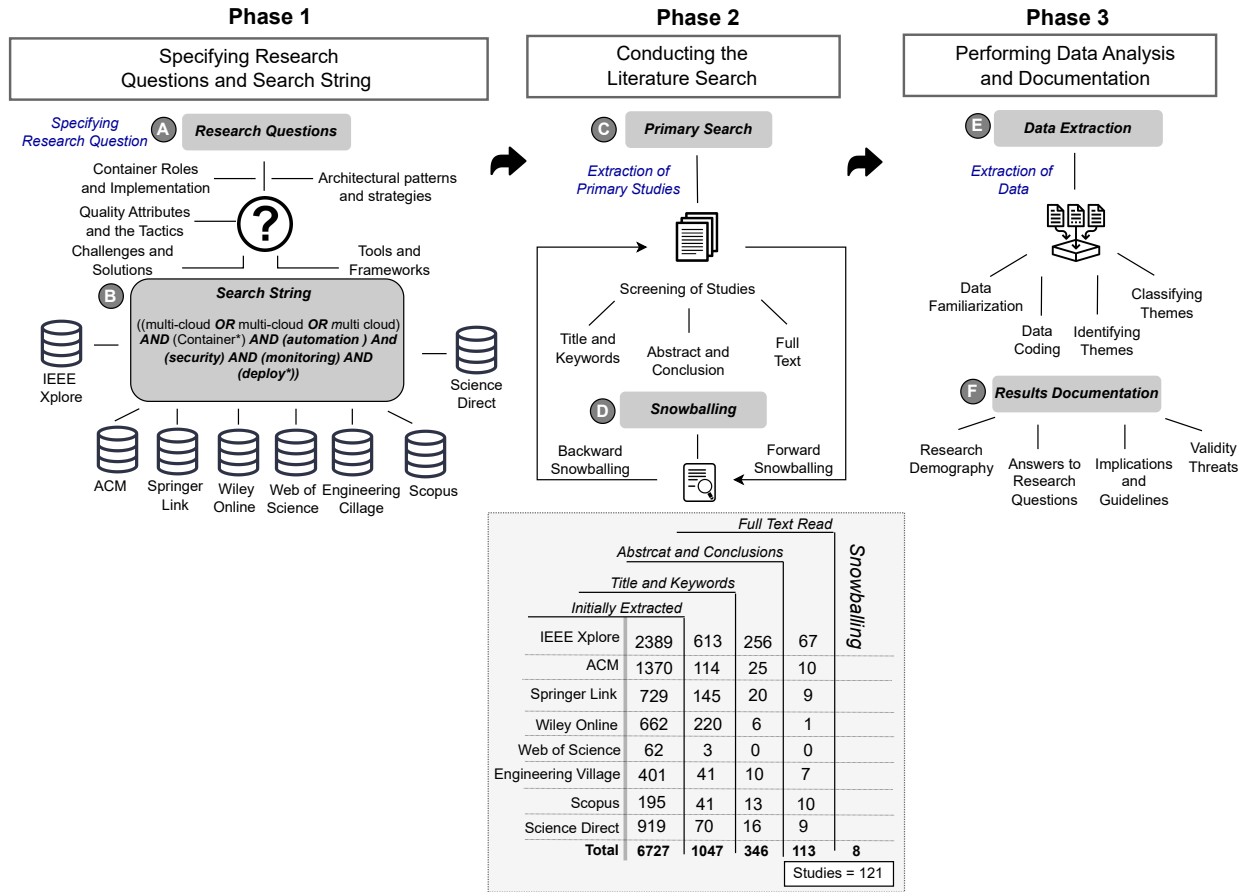 Phase 1
Specifying Research
Questions and Search String
Specifying
Research Question
A
Research Questions
Container Roles
and Implementation
Architectural patterns
and strategies
Quality Attributes
and the Tactics
?
Challenges and
Solutions
Tools and
Frameworks
B
Search String
((multi-cloud OR multi-cloud OR multi cloud)
AND (Container*) AND (automation ) And
(security) AND (monitoring) AND
(deploy*))
IEEE
Xplore
Science
Direct
ACM
Springer
Link
Wiley
Online
Web of
Science
Engineering
Cillage
Scopus
Phase 2
Conducting the
Literature Search
C
Primary Search
Extraction of
Primary Studies
Screening of Studies
Title and
Keywords
Abstract and
Conclusion
Full
Text
D
Snowballing
Backward
Snowballing
Forward
Snowballing
Full Text Read
Abstrcat and Conclusions
Title and Keywords
Initially Extracted
Snowballing
IEEE Xplore 2389 613 256 67
ACM 1370 114 25 10
Springer Link 729 145 20 9
Wiley Online 662 220 6 1
Web of Science 62 3 0 0
Engineering Village 401 41 10 7
Scopus 195 41 13 10
Science Direct 919 70 16 9
Total 6727 1047 346 113 8
Studies = 121
Phase 3
Performing Data Analysis
and Documentation
E
Data Extraction
Extraction of
Data
Data
Familiarization
Data
Coding
Identifying
Themes
Classifying
Themes
F
Results Documentation
Research
Demography
Answers to
Research
Questions
Implications
and
Guidelines
Validity
Threats